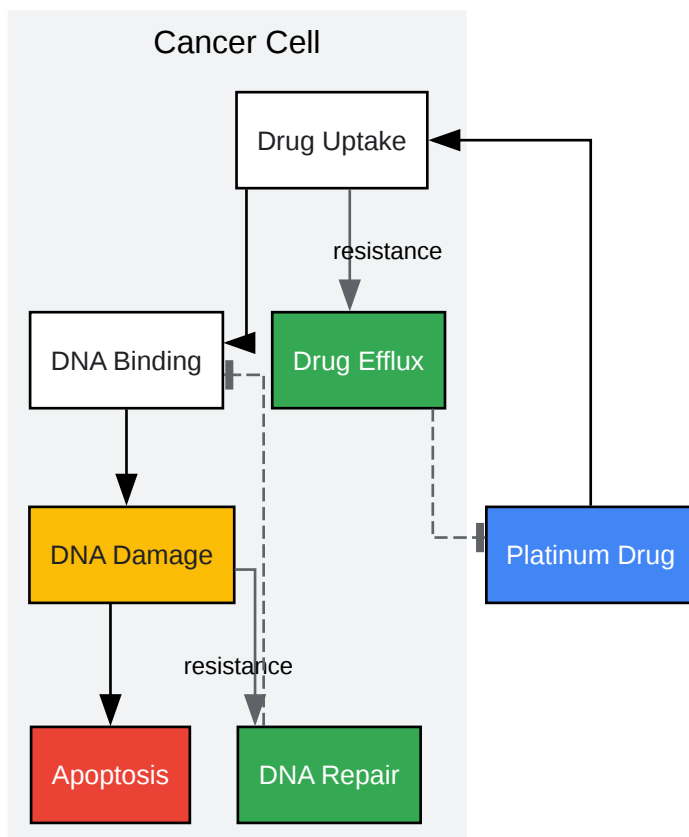 Cancer Cell
Drug Uptake
resistance
DNA Binding
Drug Efflux
DNA Damage
Platinum Drug
resistance
Apoptosis
DNA Repair